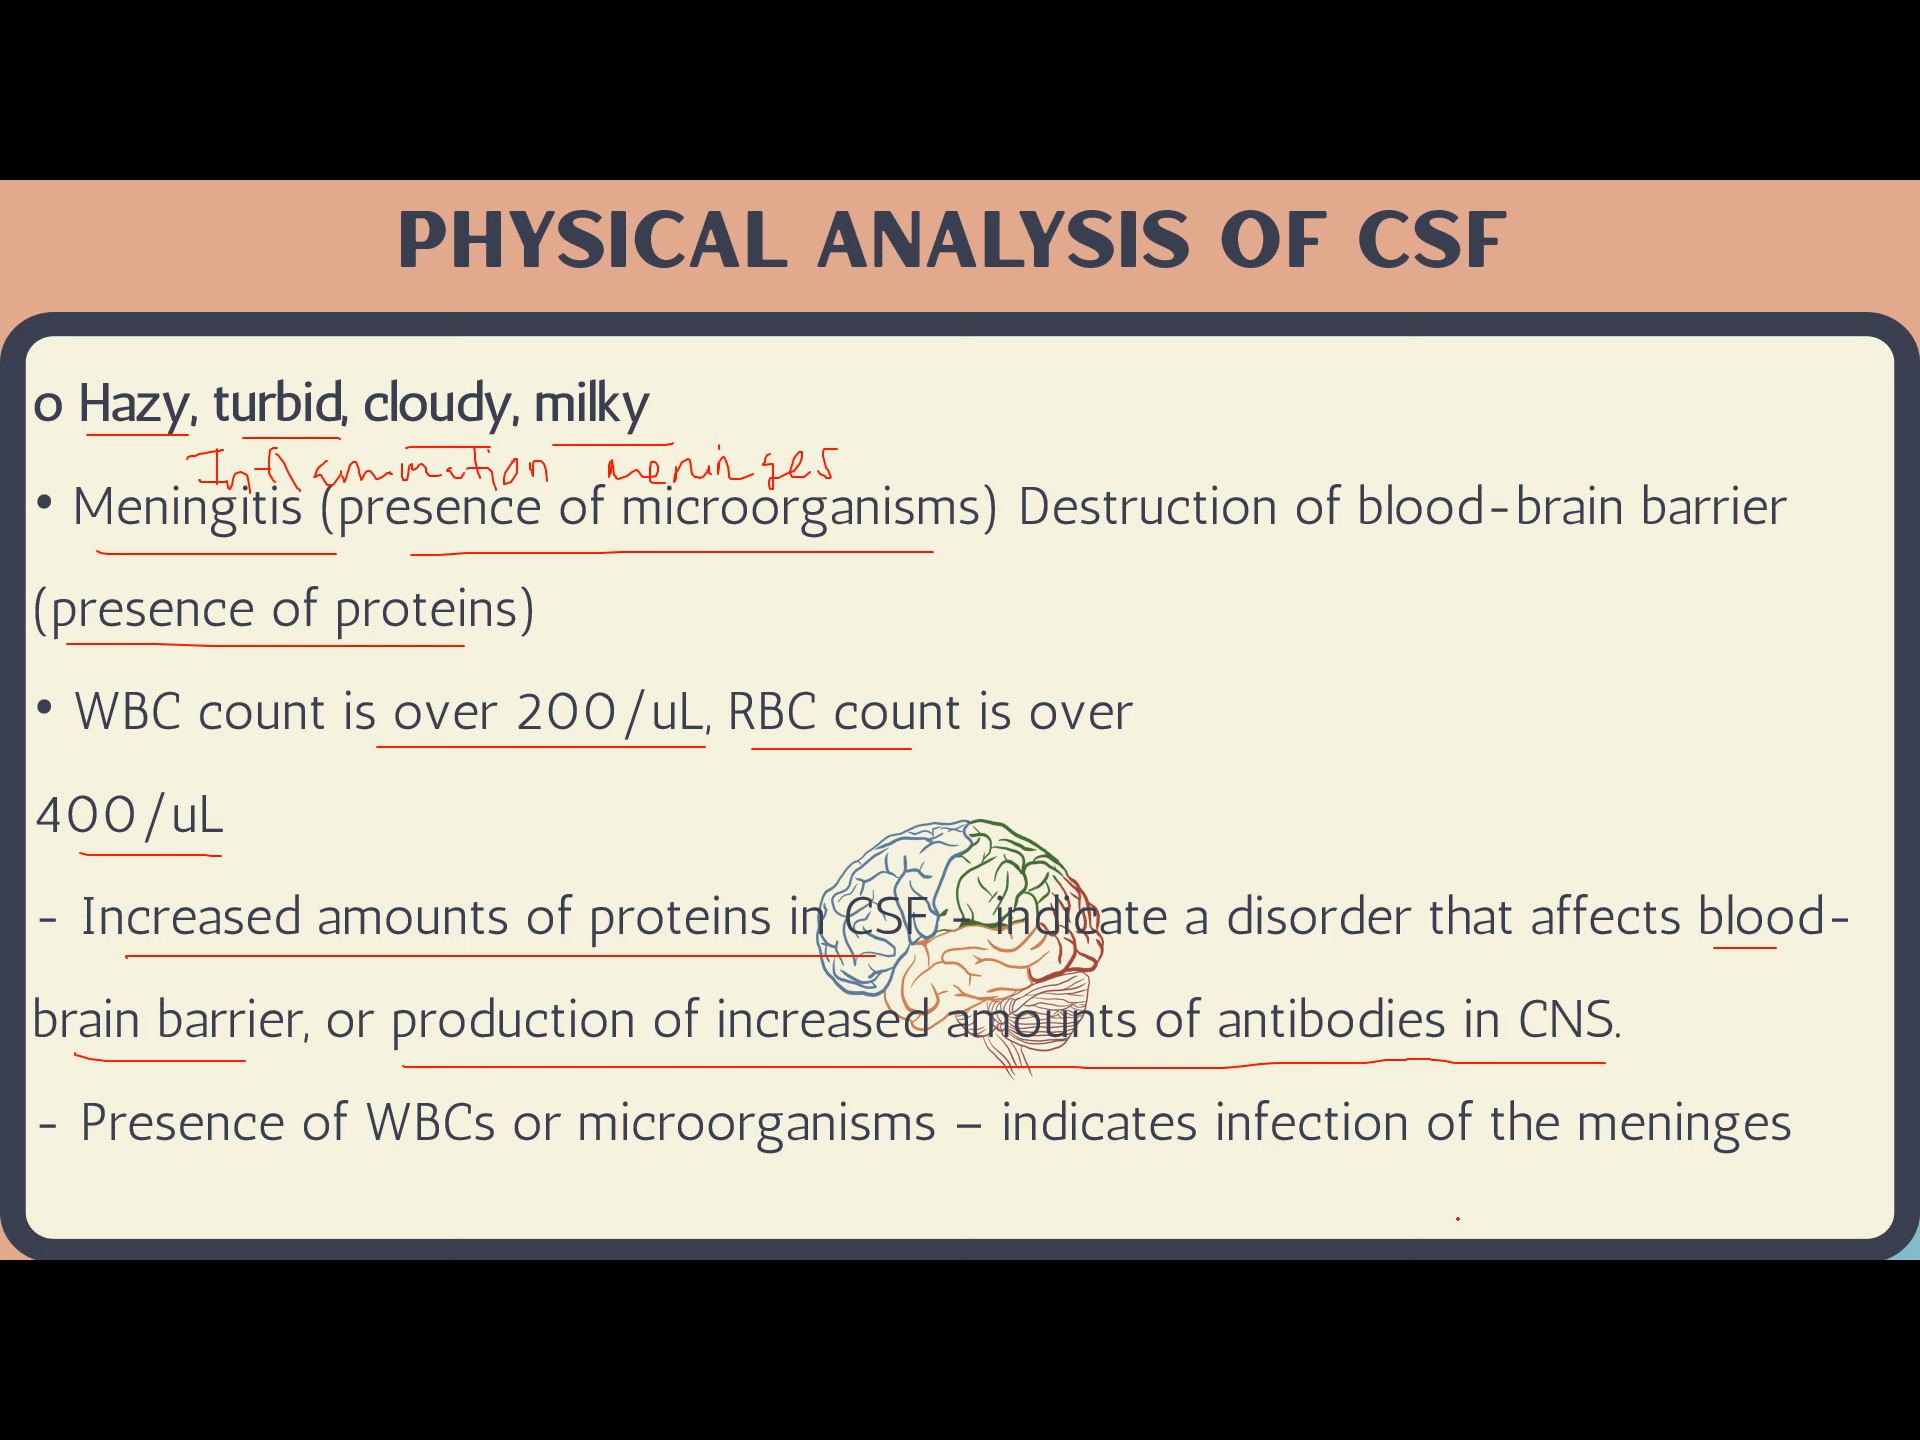 PHYSICAL ANALYSIS OF CSF
o Hazy, turbid, cloudy, milky
Inflammation meninges
• Meningitis (presence of microorganisms) Destruction of blood-brain barrier
(presence of proteins)
• WBC count is over 200/uL, RBC count is over
400/uL
- Increased amounts of proteins in CSF - indicate a disorder that affects blood-
brain barrier, or production of increased amounts of antibodies in CNS.
- Presence of WBCs or microorganisms – indicates infection of the meninges